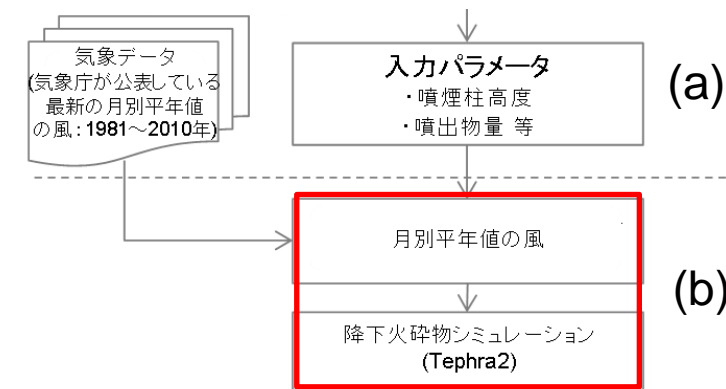 気象データ
(気象庁が公表している
最新の月別平年値
の風：1981～2010年)
入力パラメータ
・噴煙柱高度
・噴出物量 等
(a)
月別平年値の風
(b)
降下火砕物シミュレーション
(Tephra2)